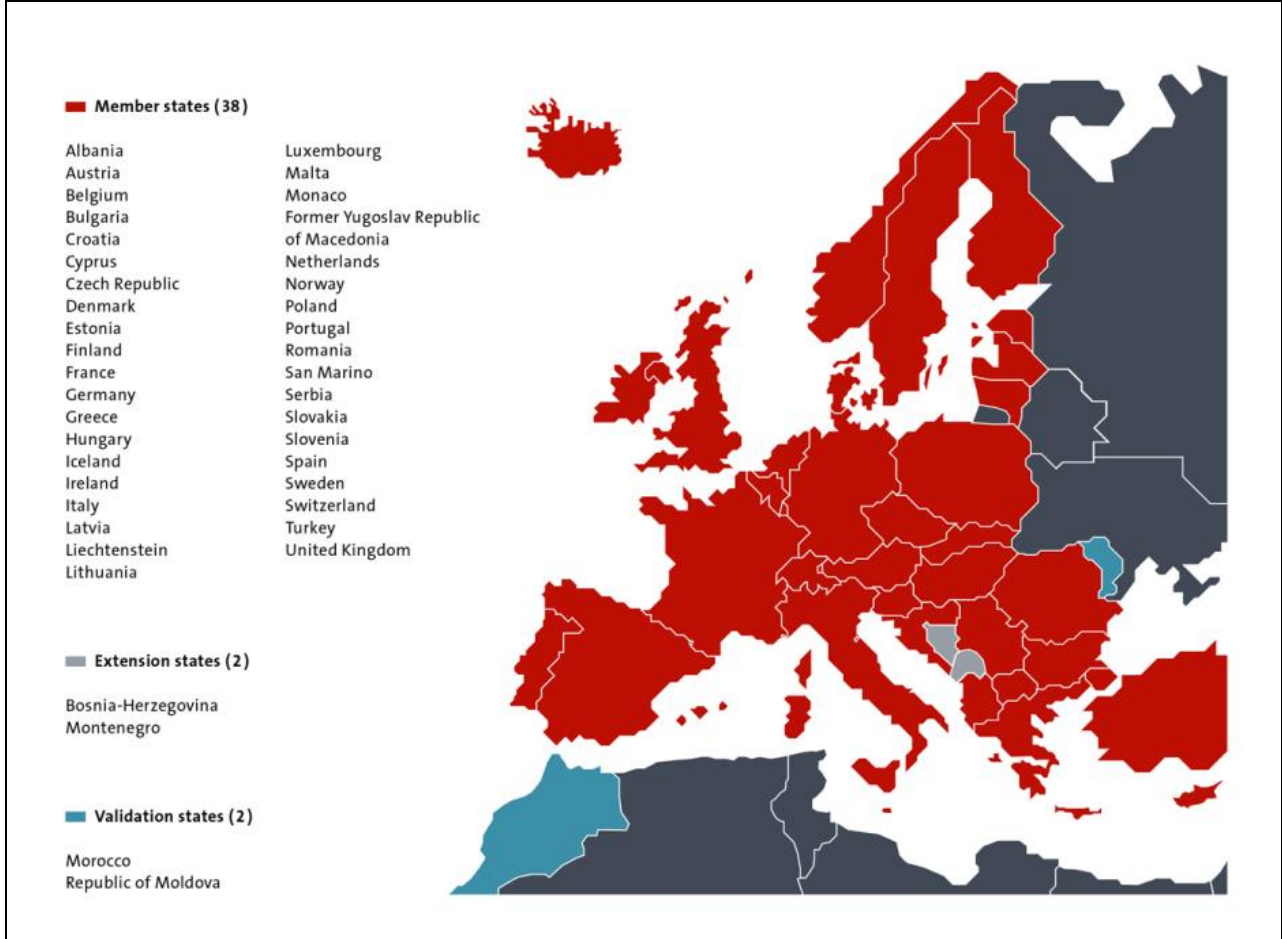 Member states (38)
Albania
Austria
Belgium
Bulgaria
Croatia
Cyprus
Czech Republic
Denmark
Estonia
Finland
France
Germany
Greece
Hungary
Iceland
Ireland
Italy
Latvia
Liechtenstein
Lithuania
Luxembourg
Malta
Monaco
Former Yugoslav Republic
of Macedonia
Netherlands
Norway
Poland
Portugal
Romania
San Marino
Serbia
Slovakia
Slovenia
Spain
Sweden
Switzerland
Turkey
United Kingdom
Extension states (2)
Bosnia-Herzegovina
Montenegro
Validation states (2)
Morocco
Republic of Moldova